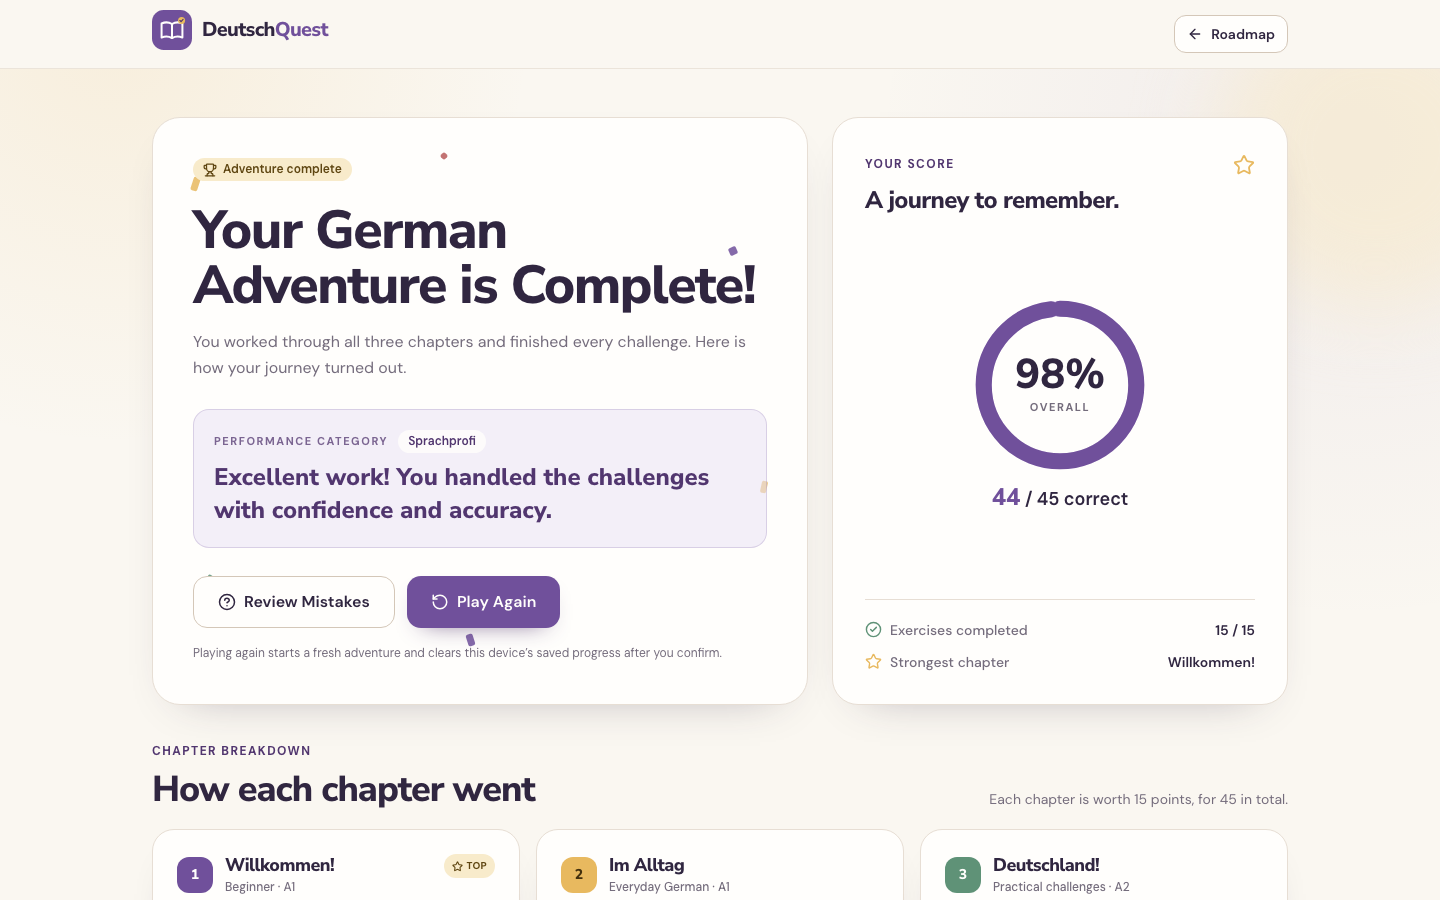 DeutschQuest
Roadmap
Adventure complete
Your German
Adventure is Complete!
You worked through all three chapters and finished every challenge. Here is
how your journey turned out.
PERFORMANCE CATEGORY Sprachprofi
Excellent work! You handled the challenges
with confidence and accuracy.
Review Mistakes
Play Again
Playing again starts a fresh adventure and clears this device’s saved progress after you confirm.
YOUR SCORE
A journey to remember.
98%
OVERALL
44 / 45 correct
Exercises completed 15 / 15
Strongest chapter Willkommen!
CHAPTER BREAKDOWN
How each chapter went
Each chapter is worth 15 points, for 45 in total.
1
Willkommen!
TOP
Beginner · A1
2
Im Alltag
Everyday German · A1
3
Deutschland!
Practical challenges · A2